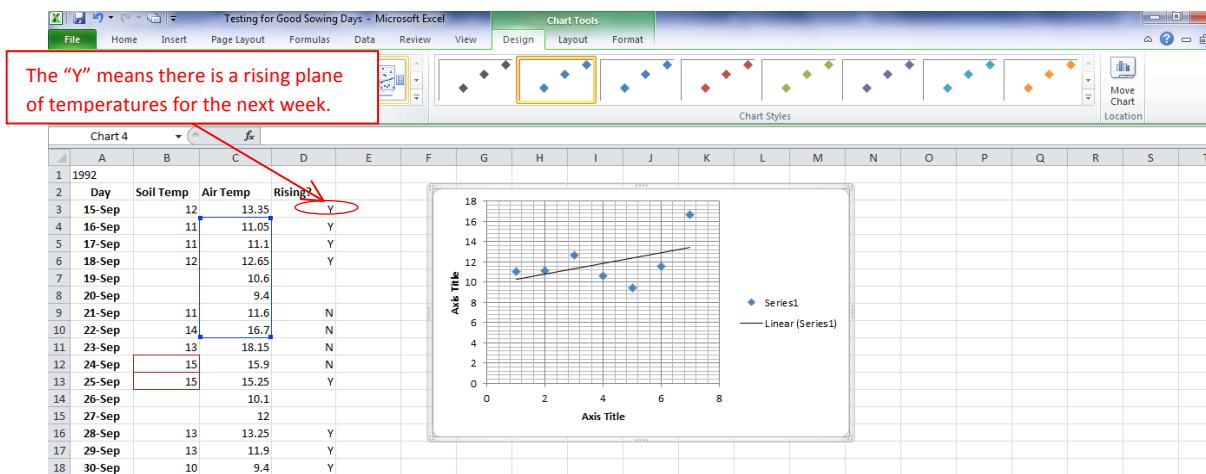 Testing for Good Sowing Days - Microsoft Excel
Chart Tools
File Home Insert Page Layout Formulas Data Review View Design Layout Format
The “Y” means there is a rising plane
of temperatures for the next week.
Move
Chart
Chart Styles
Location
Chart 4 fx
A B C D E F G H I J K L M N O P Q R S T
1 1992
2 Day Soil Temp Air Temp Rising?
3 15-Sep 12 13.35 Y
4 16-Sep 11 11.05 Y
5 17-Sep 11 11.1 Y
6 18-Sep 12 12.65 Y
7 19-Sep 10.6
8 20-Sep 9.4
9 21-Sep 11 11.6 N
10 22-Sep 14 16.7 N
11 23-Sep 13 18.15 N
12 24-Sep 15 15.9 N
13 25-Sep 15 15.25 Y
14 26-Sep 10.1
15 27-Sep 12
16 28-Sep 13 13.25 Y
17 29-Sep 13 11.9 Y
18 30-Sep 10 9.4 Y
18
16
14
12
10
8
6
4
2
0
Axis Title
0 2 4 6 8
Axis Title
Series1
Linear (Series1)